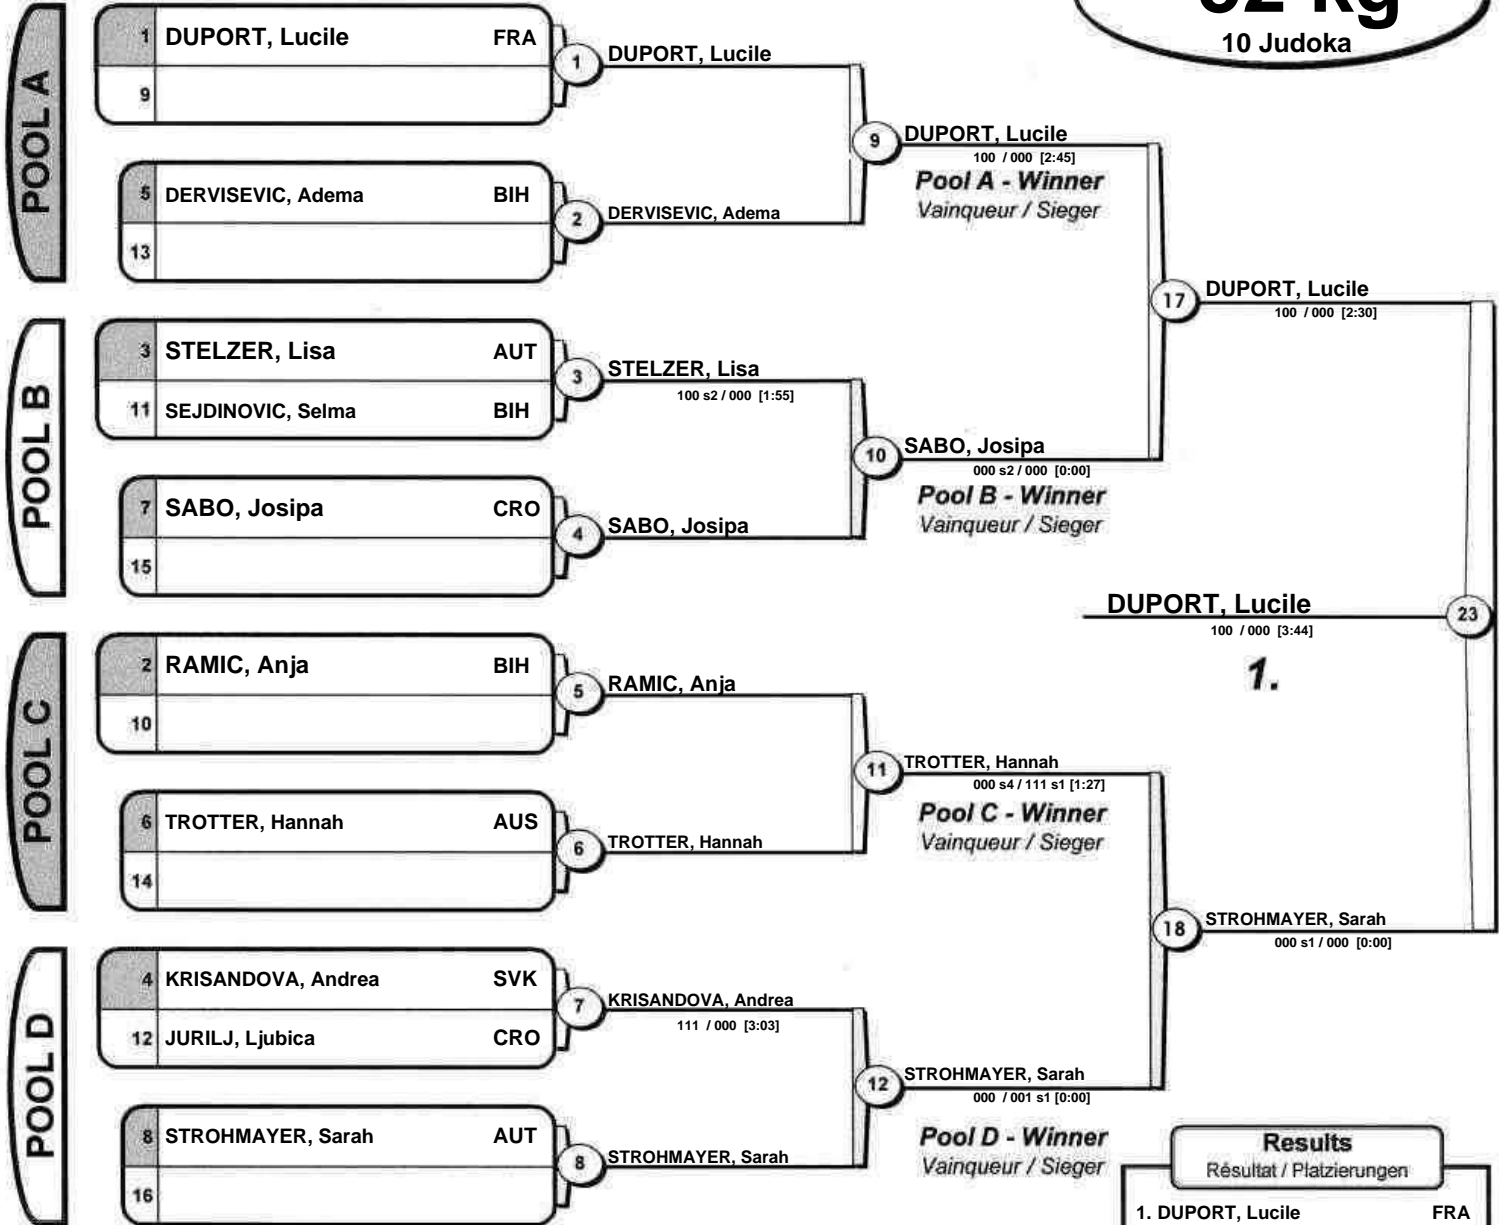 10 Judoka
POOL A
1 DUPORT, Lucile FRA
9
5 DERVISEVIC, Adema BIH
13
1 DUPORT, Lucile
2 DERVISEVIC, Adema
9 DUPORT, Lucile
100 / 000 [2:45]
Pool A - Winner
Vainqueur / Sieger
POOL B
3 STELZER, Lisa AUT
11 SEJDINOVIC, Selma BIH
7 SABO, Josipa CRO
15
3 STELZER, Lisa
100 s2 / 000 [1:55]
4 SABO, Josipa
10 SABO, Josipa
000 s2 / 000 [0:00]
Pool B - Winner
Vainqueur / Sieger
17 DUPORT, Lucile
100 / 000 [2:30]
DUPORT, Lucile 23
100 / 000 [3:44]
1.
POOL C
2 RAMIC, Anja BIH
10
6 TROTTER, Hannah AUS
14
5 RAMIC, Anja
6 TROTTER, Hannah
11 TROTTER, Hannah
000 s4 / 111 s1 [1:27]
Pool C - Winner
Vainqueur / Sieger
18 STROHMAYER, Sarah
000 s1 / 000 [0:00]
POOL D
4 KRISANDOVA, Andrea SVK
12 JURILJ, Ljubica CRO
8 STROHMAYER, Sarah AUT
16
7 KRISANDOVA, Andrea
111 / 000 [3:03]
8 STROHMAYER, Sarah
12 STROHMAYER, Sarah
000 / 001 s1 [0:00]
Pool D - Winner
Vainqueur / Sieger
Results
Résultat / Platzierungen
1. DUPORT, Lucile FRA